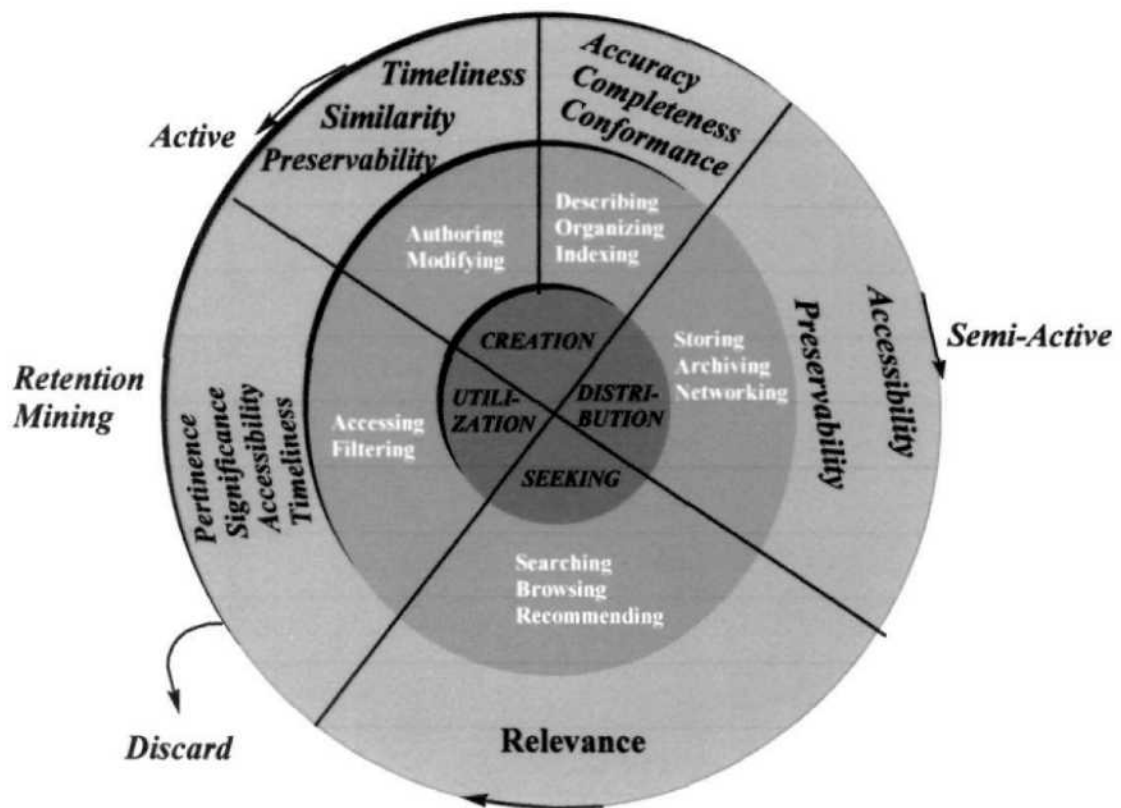 Timeliness
Similarity
Preservability
Accuracy
Completeness
Conformance
Active
Authoring
Modifying
Describing
Organizing
Indexing
CREATION
UTILI-
ZATION
DISTRI-
BUTION
SEEKING
Storing
Archiving
Networking
Accessibility
Preservability
Semi-Active
Retention
Mining
Pertinence
Significance
Accessibility
Timeliness
Accessing
Filtering
Searching
Browsing
Recommending
Discard
Relevance